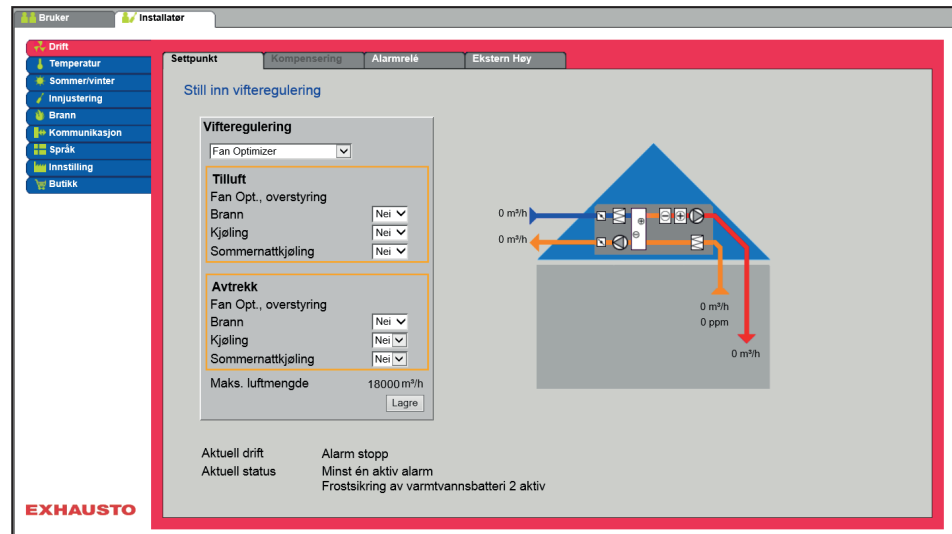 Bruker
Installatør
Drift
Temperatur
Sommer/vinter
Innjustering
Brann
Kommunikasjon
Språk
Innstilling
Butikk
EXHAUSTO
Settpunkt
Kompensering
Alarmrelé
Ekstern Høy
Still inn vifteregulering
Vifteregulering
Fan Optimizer
Tilluft
Fan Opt., overstyring
Brann Nei
Kjøling Nei
Sommernattkjøling Nei
Avtrekk
Fan Opt., overstyring
Brann Nei
Kjøling Nei
Sommernattkjøling Nei
Maks. luftmengde 18000 m³/h
Lagre
0 m³/h
0 m³/h
0 m³/h
0 ppm
0 m³/h
Aktuell drift Alarm stopp
Aktuell status Minst én aktiv alarm
Frostsikring av varmtvannsbatteri 2 aktiv